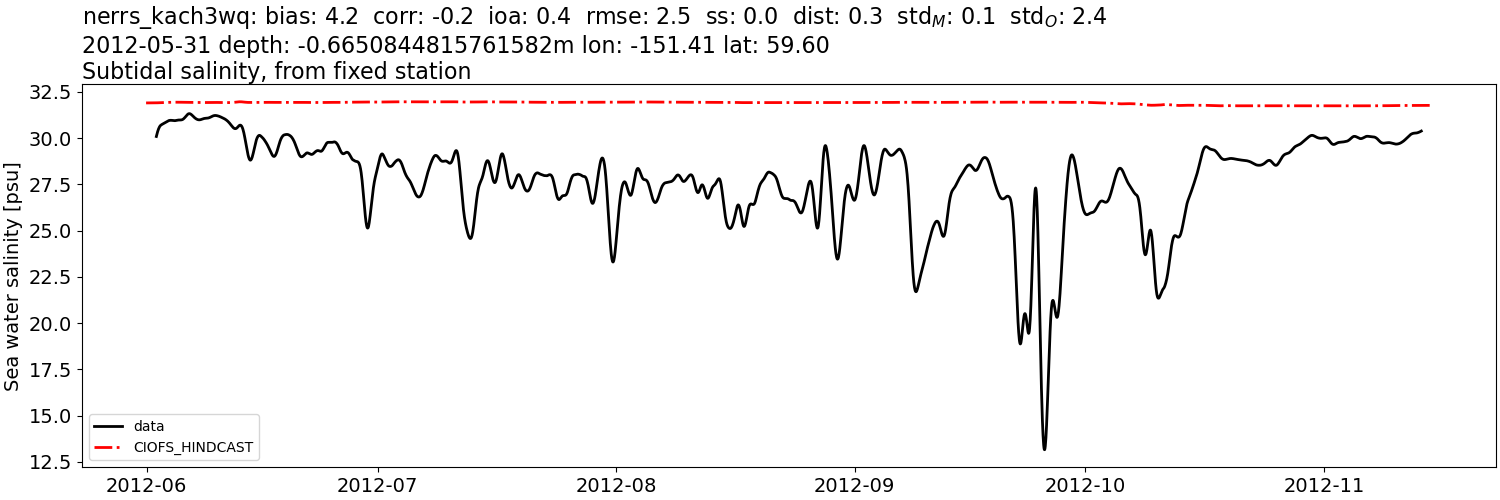 nerrs_kach3wq: bias: 4.2 corr: -0.2 ioa: 0.4 rmse: 2.5 ss: 0.0 dist: 0.3 std_M: 0.1 std_O: 2.4
2012-05-31 depth: -0.6650844815761582m lon: -151.41 lat: 59.60
Subtidal salinity, from fixed station
Sea water salinity [psu]
32.5
30.0
27.5
25.0
22.5
20.0
17.5
15.0
12.5
data
CIOFS_HINDCAST
2012-06 2012-07 2012-08 2012-09 2012-10 2012-11